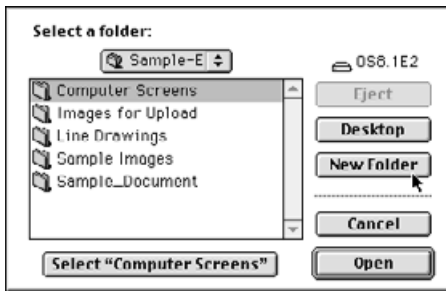 Select a folder:
Sample-E
Computer Screens
Images for Upload
Line Drawings
Sample Images
Sample_Document
Select “Computer Screens”
OS8.1E2
Eject
Desktop
New Folder
Cancel
Open